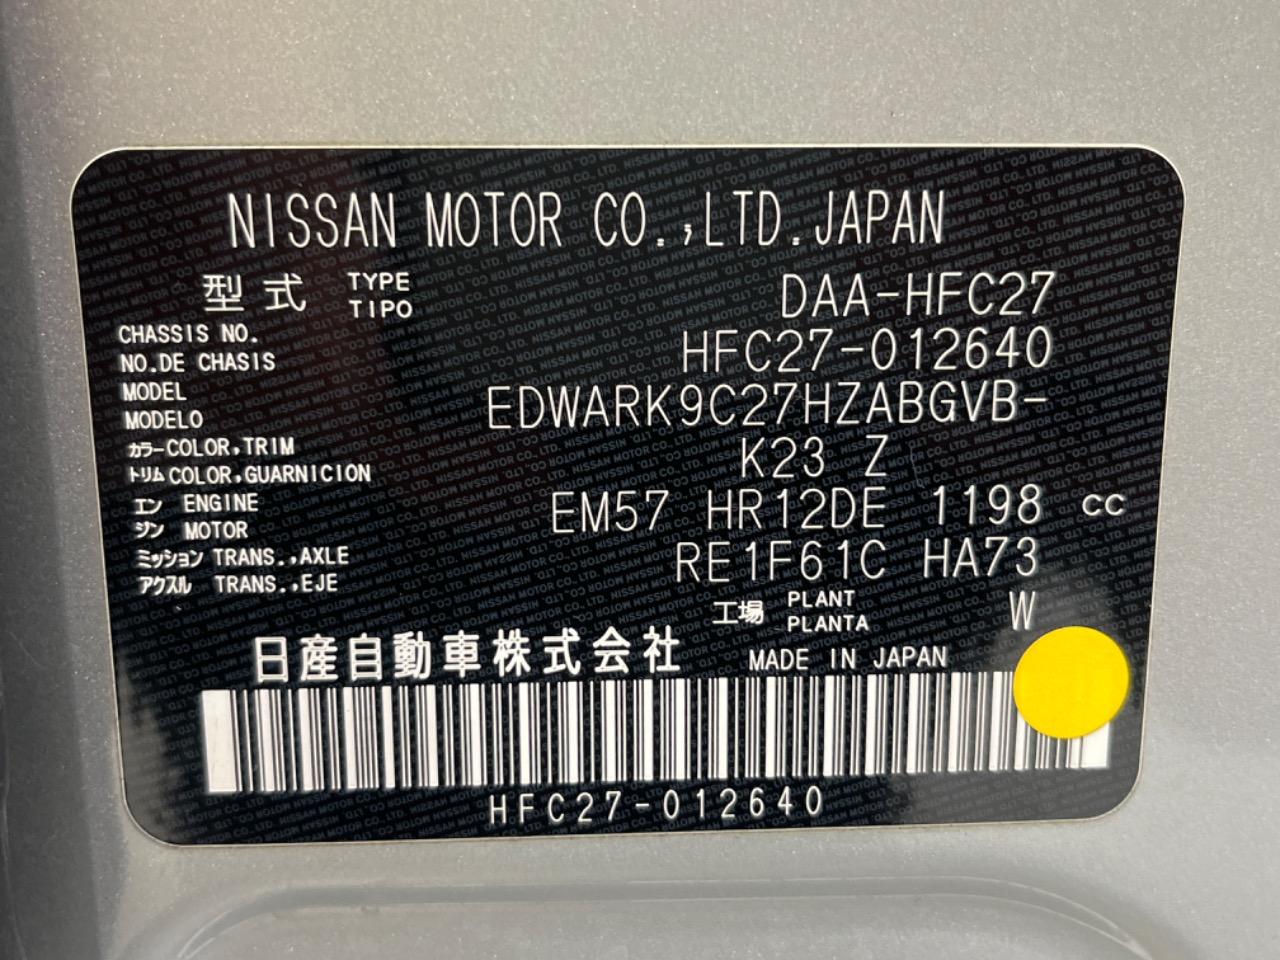 NISSAN MOTOR CO.,LTD.JAPAN
型式 TYPE TIPO DAA-HFC27
CHASSIS NO.
NO.DE CHASIS HFC27-012640
MODEL
MODELO EDWARK9C27HZABGVB-
カラー COLOR,TRIM
トリム COLOR,GUARNICION K23 Z
エン ENGINE
ジン MOTOR EM57 HR12DE 1198 cc
ミッション TRANS.,AXLE
アクスル TRANS.,EJE RE1F61C HA73
工場 PLANT PLANTA W
日産自動車株式会社 MADE IN JAPAN
HFC27-012640